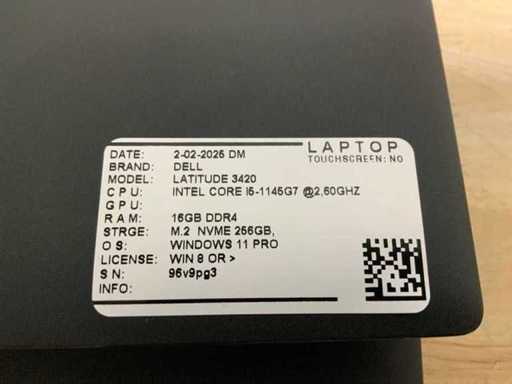 LAPTOP
TOUCHSCREEN: NO
DATE: 2-02-2025 DM
BRAND: DELL
MODEL: LATITUDE 3420
CPU: INTEL CORE I5-1145G7 @2,60GHZ
GPU:
RAM: 16GB DDR4
STRGE: M.2 NVME 256GB,
OS: WINDOWS 11 PRO
LICENSE: WIN 8 OR >
SN: 96v9pg3
INFO: